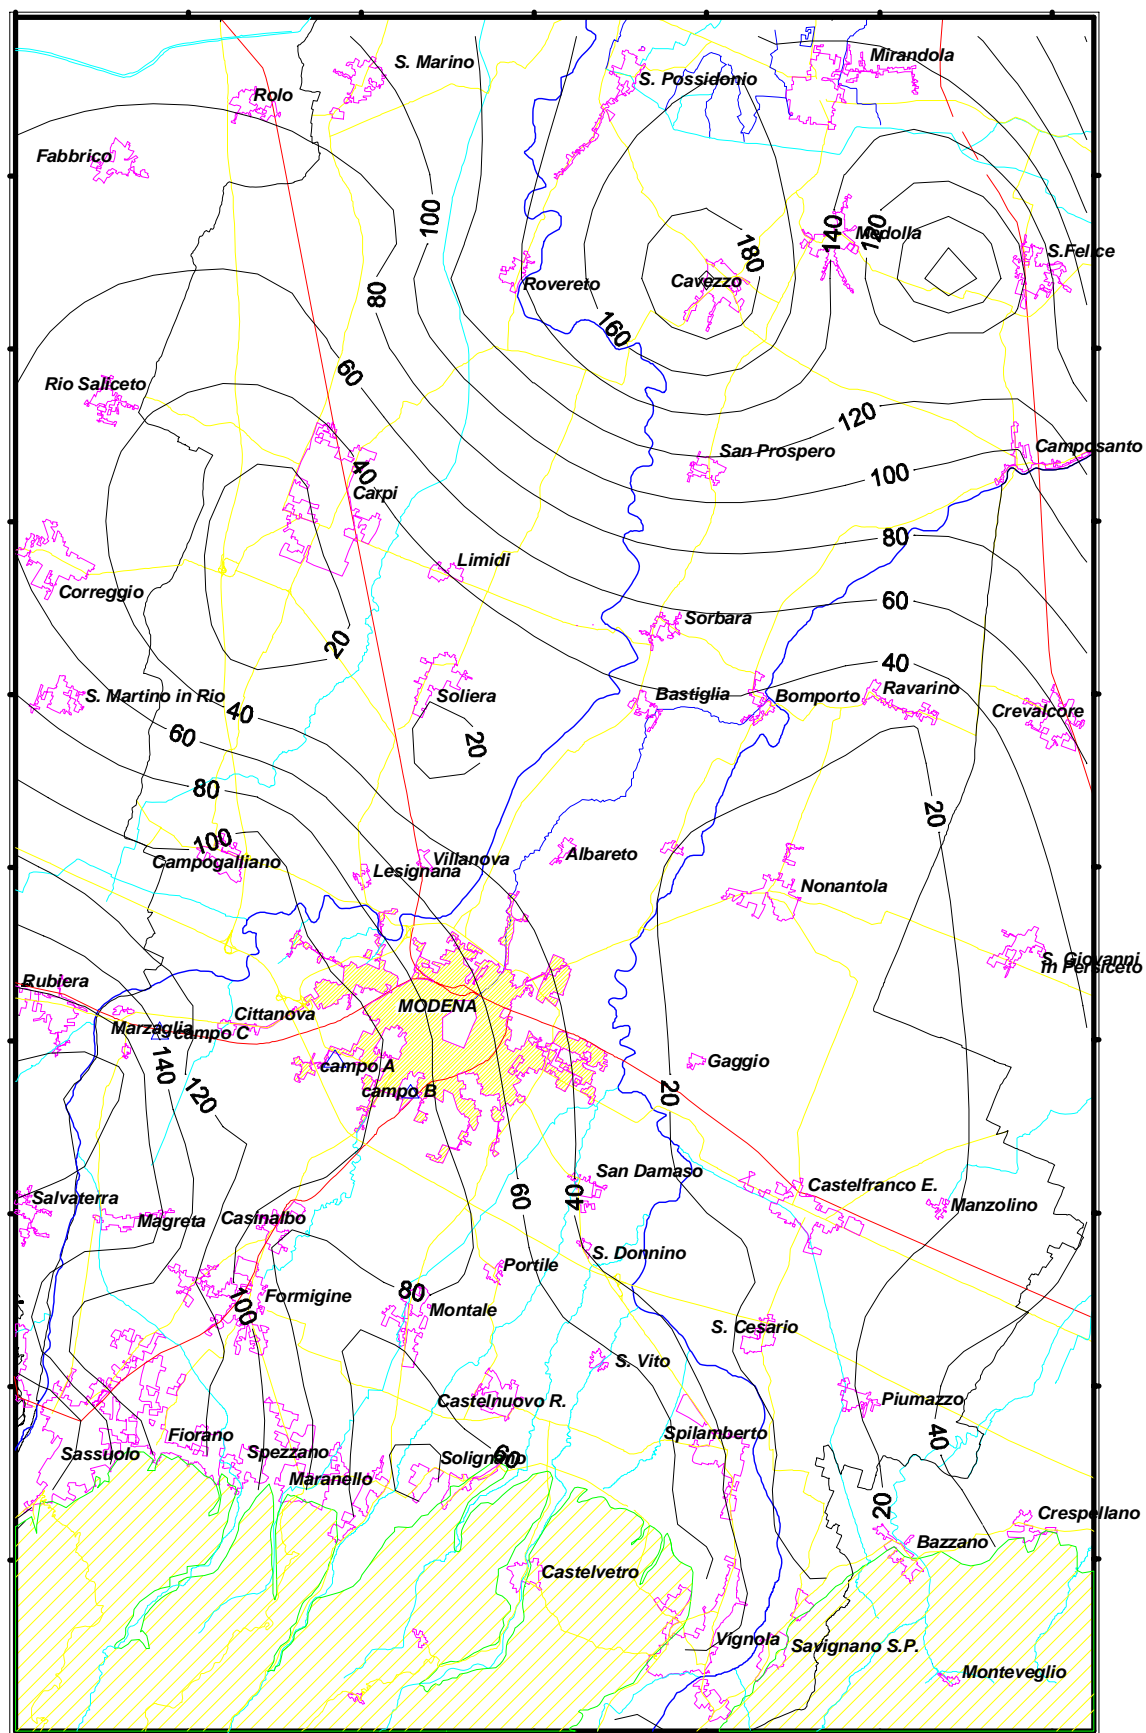 S. Marino
Mirandola
S. Possidonio
Rolo
Fabbrico
100
140
120
Medolla
180
S.Felice
Rovereto
Cavezzo
80
160
60
Rio Saliceto
120
San Prospero
Camposanto
40
Carpi
100
80
Limidi
Correggio
60
Sorbara
20
40
S. Martino in Rio
Soliera
Bastiglia
Bomporto
Ravarino
Crevalcore
40
60
20
80
20
100
Campogalliano
Villanova
Albareto
Lesignana
Nonantola
S. Giovanni
in Persiceto
Rubiera
MODENA
Cittanova
Marzaglia
campo C
campo A
Gaggio
140
120
campo B
20
San Damaso
Castelfranco E.
Salvaterra
Magreta
Casinalbo
60
40
Manzolino
S. Donnino
Portile
80
Formigine
100
Montale
S. Cesario
S. Vito
Castelnuovo R.
Piumazzo
Fiorano
Spilamberto
40
Sassuolo
Spezzano
Solignano
60
Maranello
20
Crespellano
Bazzano
Castelvetro
Vignola
Savignano S.P.
Monteveglio